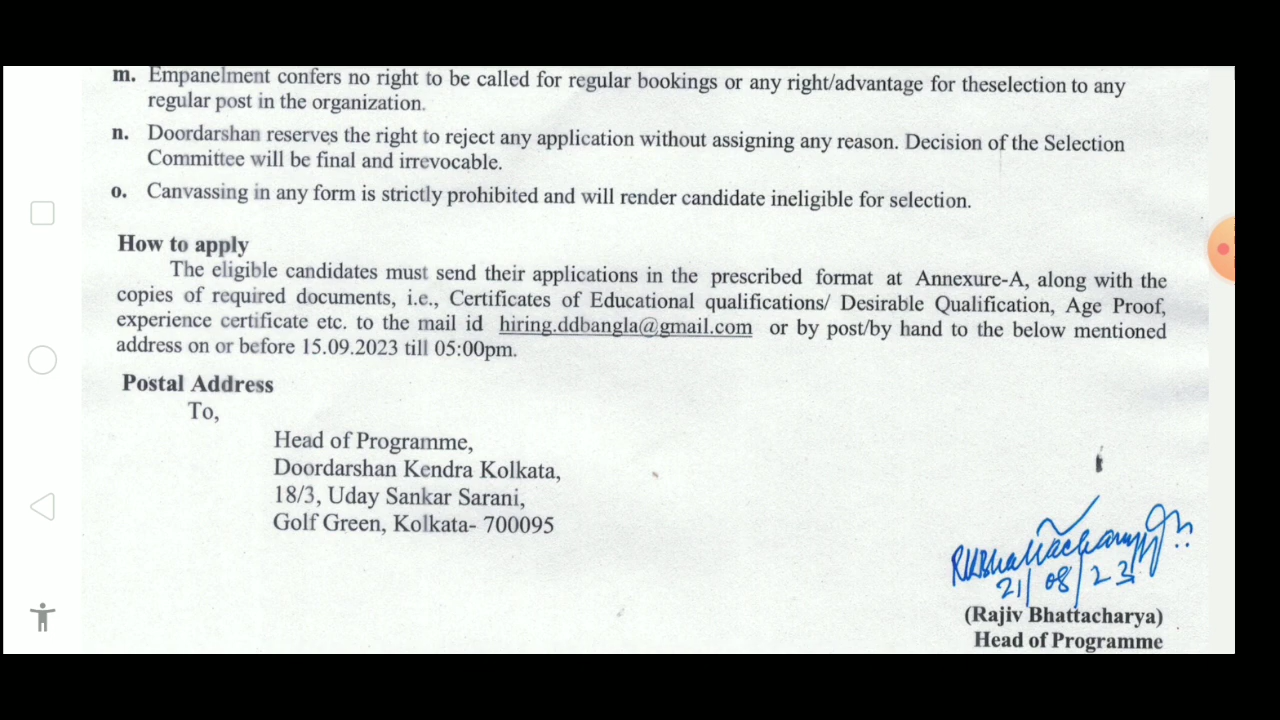 m. Empanelment confers no right to be called for regular bookings or any right/advantage for theselection to any
regular post in the organization.
n. Doordarshan reserves the right to reject any application without assigning any reason. Decision of the Selection
Committee will be final and irrevocable.
o. Canvassing in any form is strictly prohibited and will render candidate ineligible for selection.
How to apply
The eligible candidates must send their applications in the prescribed format at Annexure-A, along with the
copies of required documents, i.e., Certificates of Educational qualifications/ Desirable Qualification, Age Proof,
experience certificate etc. to the mail id hiring.ddbangla@gmail.com or by post/by hand to the below mentioned
address on or before 15.09.2023 till 05:00pm.
Postal Address
To,
Head of Programme,
Doordarshan Kendra Kolkata,
18/3, Uday Sankar Sarani,
Golf Green, Kolkata- 700095
RKBhattacharyya
21/08/23
(Rajiv Bhattacharya)
Head of Programme